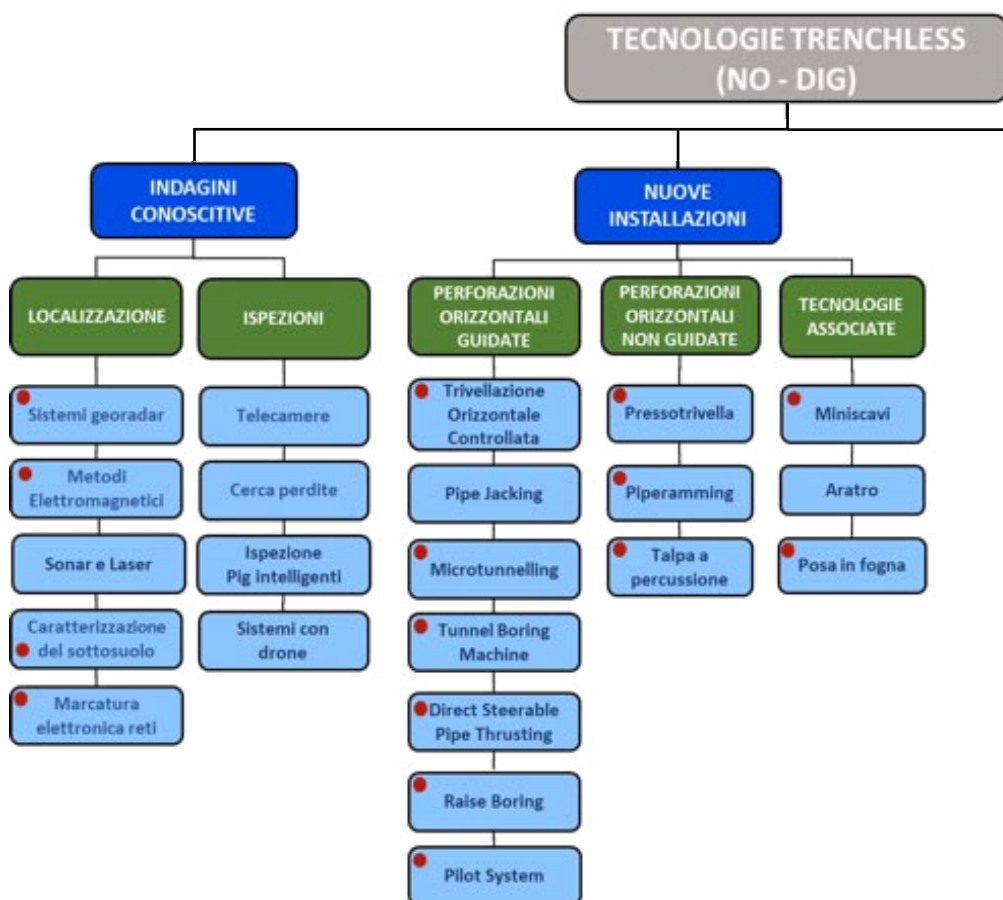 TECNOLOGIE TRENCHLESS
(NO - DIG)
INDAGINI
CONOSCITIVE
NUOVE
INSTALLAZIONI
LOCALIZZAZIONE
ISPEZIONI
PERFORAZIONI
ORIZZONTALI
GUIDATE
PERFORAZIONI
ORIZZONTALI
NON GUIDATE
TECNOLOGIE
ASSOCIATE
Sistemi georadar
Metodi
Elettromagnetici
Sonar e Laser
Caratterizzazione
del sottosuolo
Marcatura
elettronica reti
Telecamere
Cerca perdite
Ispezione
Pig intelligenti
Sistemi con
drone
Trivellazione
Orizzontale
Controllata
Pipe Jacking
Microtunnelling
Tunnel Boring
Machine
Direct Steerable
Pipe Thrusting
Raise Boring
Pilot System
Pressotrivella
Piperamming
Talpa a
percussione
Miniscavi
Aratro
Posa in fogna